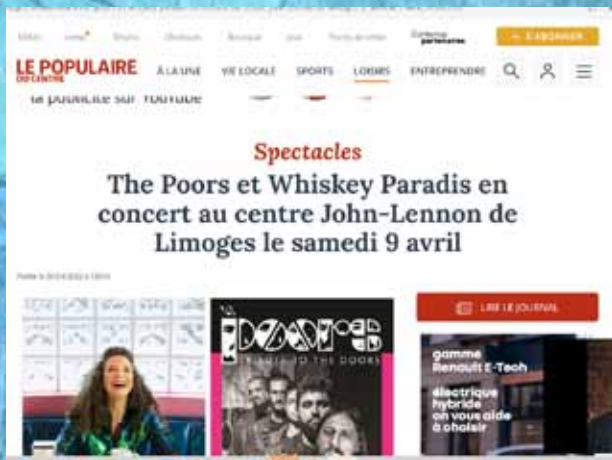 Contenus
partenaires
S'ABONNER
LE POPULAIRE
DU CENTRE
À LA UNE VIE LOCALE SPORTS LOISIRS ENTREPRENDRE
la publicité sur YouTube
Spectacles
The Poors et Whiskey Paradis en
concert au centre John-Lennon de
Limoges le samedi 9 avril
LIRE LE JOURNAL
TRIBUTE TO THE DOORS
gamme
Renault E-Tech
électrique
hybride
on vous aide
à choisir